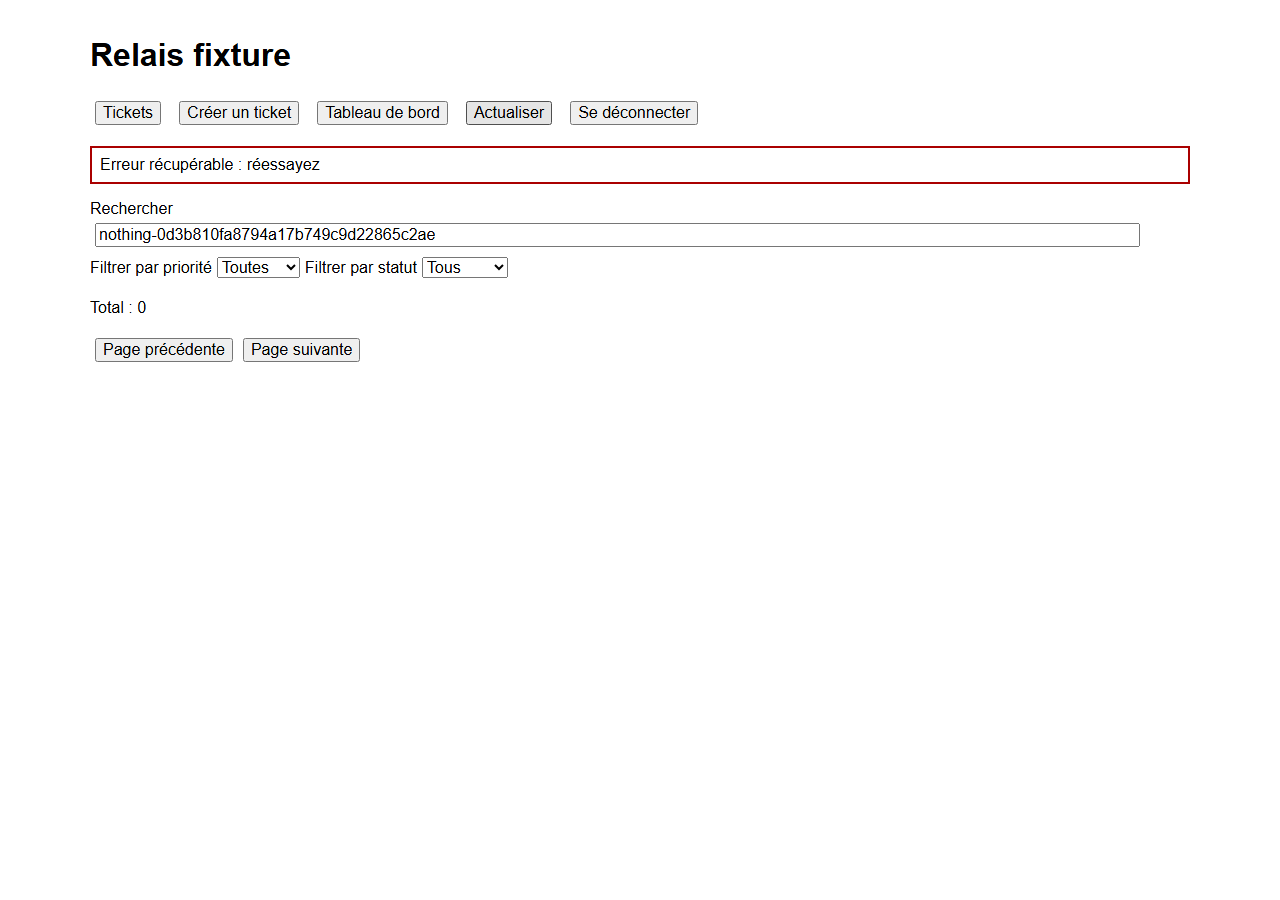 Relais fixture
Tickets Créer un ticket Tableau de bord Actualiser Se déconnecter
Erreur récupérable : réessayez
Rechercher
nothing-0d3b810fa8794a17b749c9d22865c2ae
Filtrer par priorité Toutes Filtrer par statut Tous
Total : 0
Page précédente Page suivante